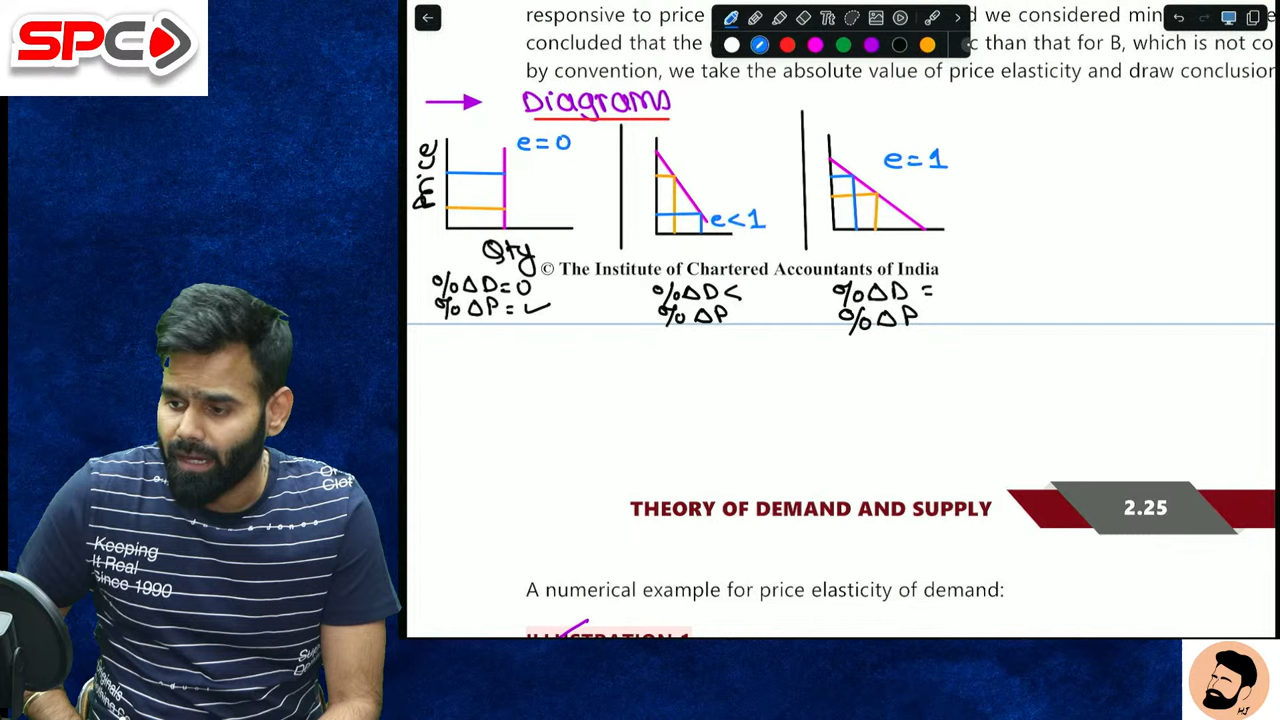 SPC
responsive to price
d we considered min
concluded that the
c than that for B, which is not co
by convention, we take the absolute value of price elasticity and draw conclusion
Diagrams
Price
e = 0
Qty
%ΔD = 0
%ΔP = ✓
e < 1
%ΔD <
%ΔP
e = 1
%ΔD =
%ΔP
© The Institute of Chartered Accountants of India
THEORY OF DEMAND AND SUPPLY
2.25
A numerical example for price elasticity of demand:
ILLUSTRATION 1
Keeping
It Real
Since 1990
HJ